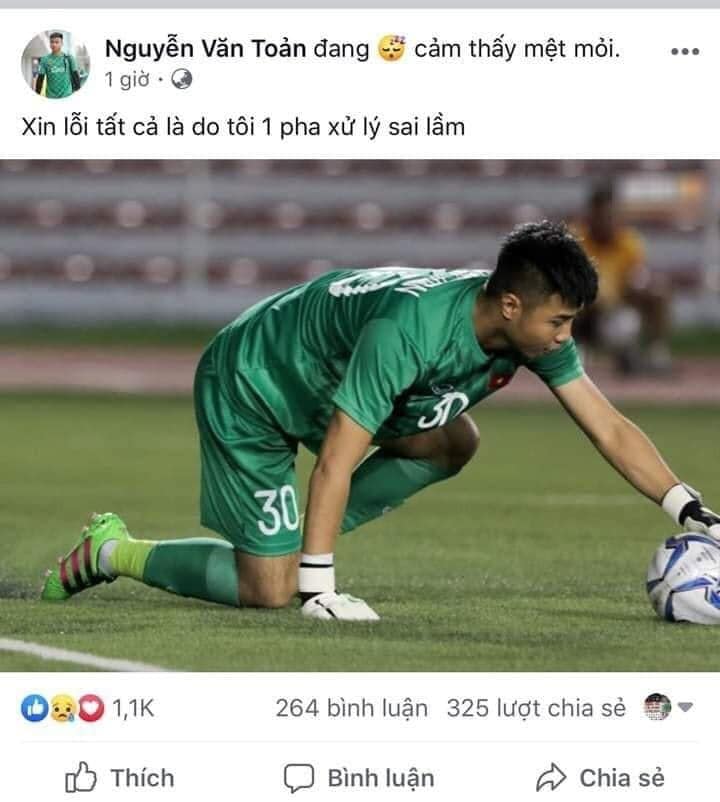 Nguyễn Văn Toản đang 😴 cảm thấy mệt mỏi.
1 giờ ·
Xin lỗi tất cả là do tôi 1 pha xử lý sai lầm
30
30
1,1K 264 bình luận 325 lượt chia sẻ
Thích Bình luận Chia sẻ